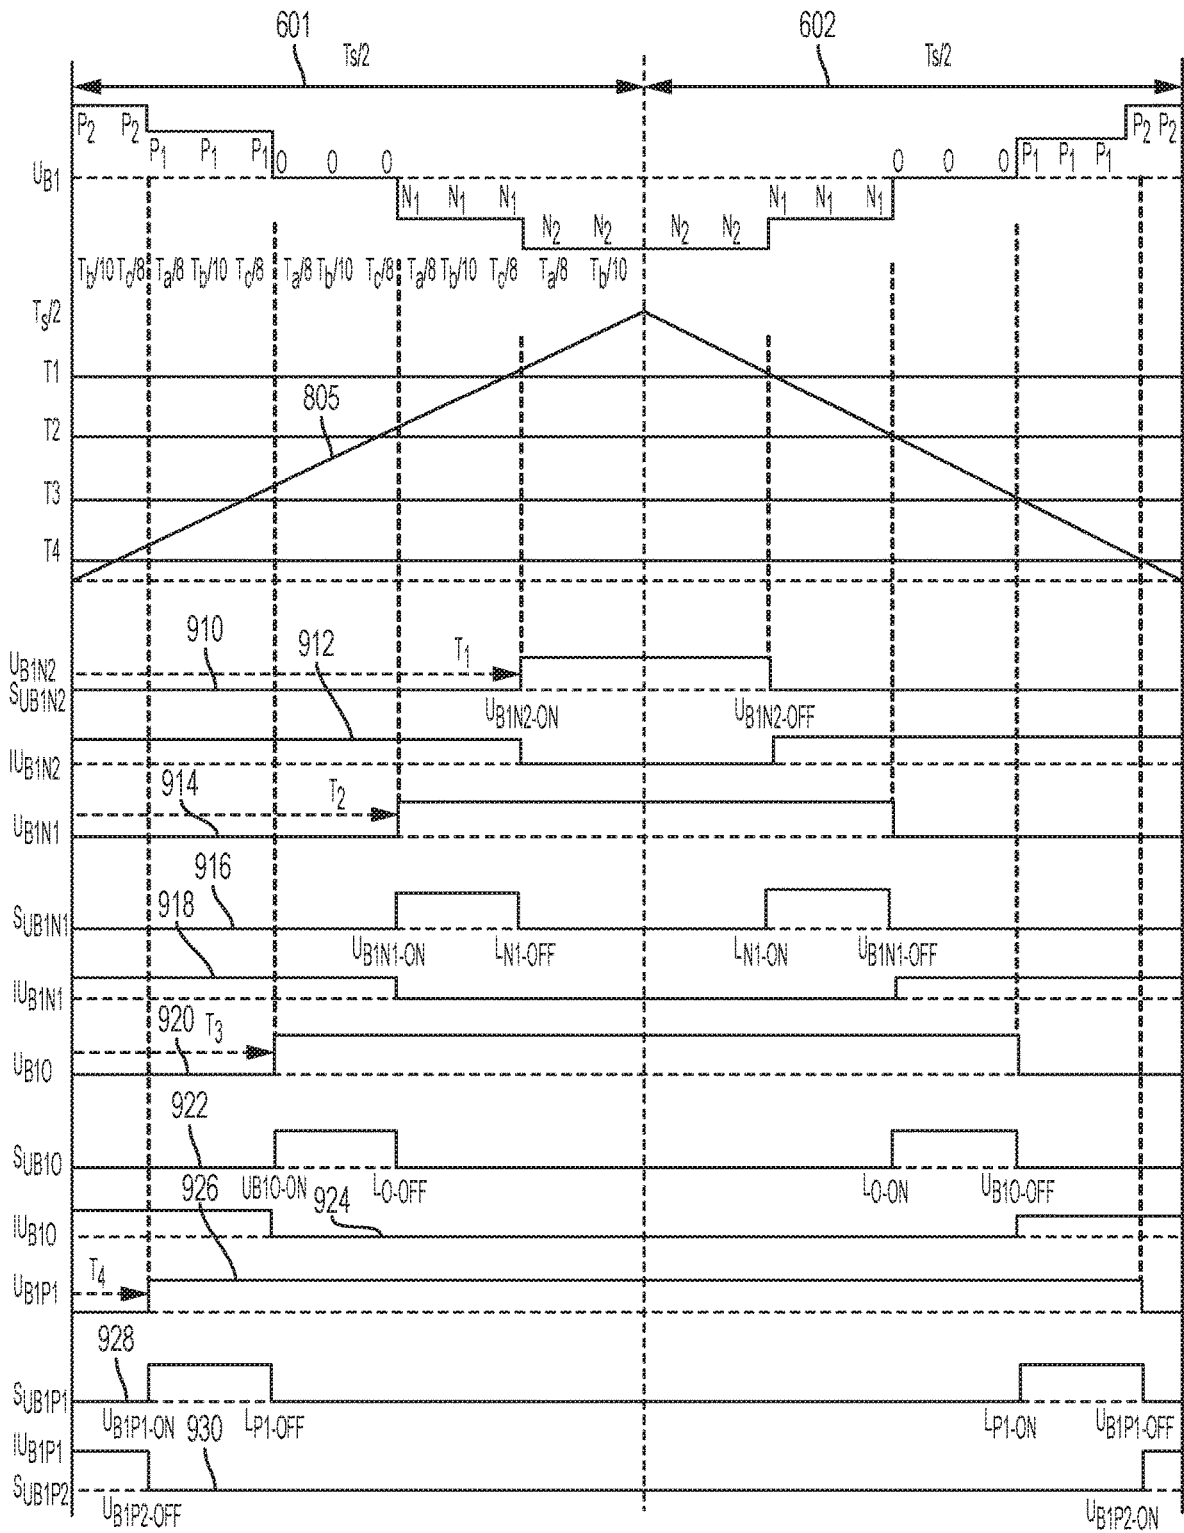 601 602
Ts/2 Ts/2
P2 P2 P2 P2
P1 P1 P1 O O O O O O P1 P1 P1
UB1
N1 N1 N1 N1 N1 N1
N2 N2 N2 N2
Tb/10 Tc/8 Ta/8 Tb/10 Tc/8 Ta/8 Tb/10 Tc/8 Ta/8 Tb/10 Tc/8 Ta/8 Tb/10
Ts/2
T1
805
T2
T3
T4
910 912
UB1N2 T1
SUB1N2
UB1N2-ON UB1N2-OFF
IUB1N2
914
T2
UB1N1
916
918
SUB1N1
UB1N1-ON LN1-OFF LN1-ON UB1N1-OFF
IUB1N1
920 T3
UB1O
922
SUB1O
926 UB1O-ON LO-OFF LO-ON UB1O-OFF
924
IUB1O
T4
UB1P1
928
SUB1P1
UB1P1-ON 930 LP1-OFF LP1-ON UB1P1-OFF
IUB1P1
SUB1P2
UB1P2-OFF UB1P2-ON